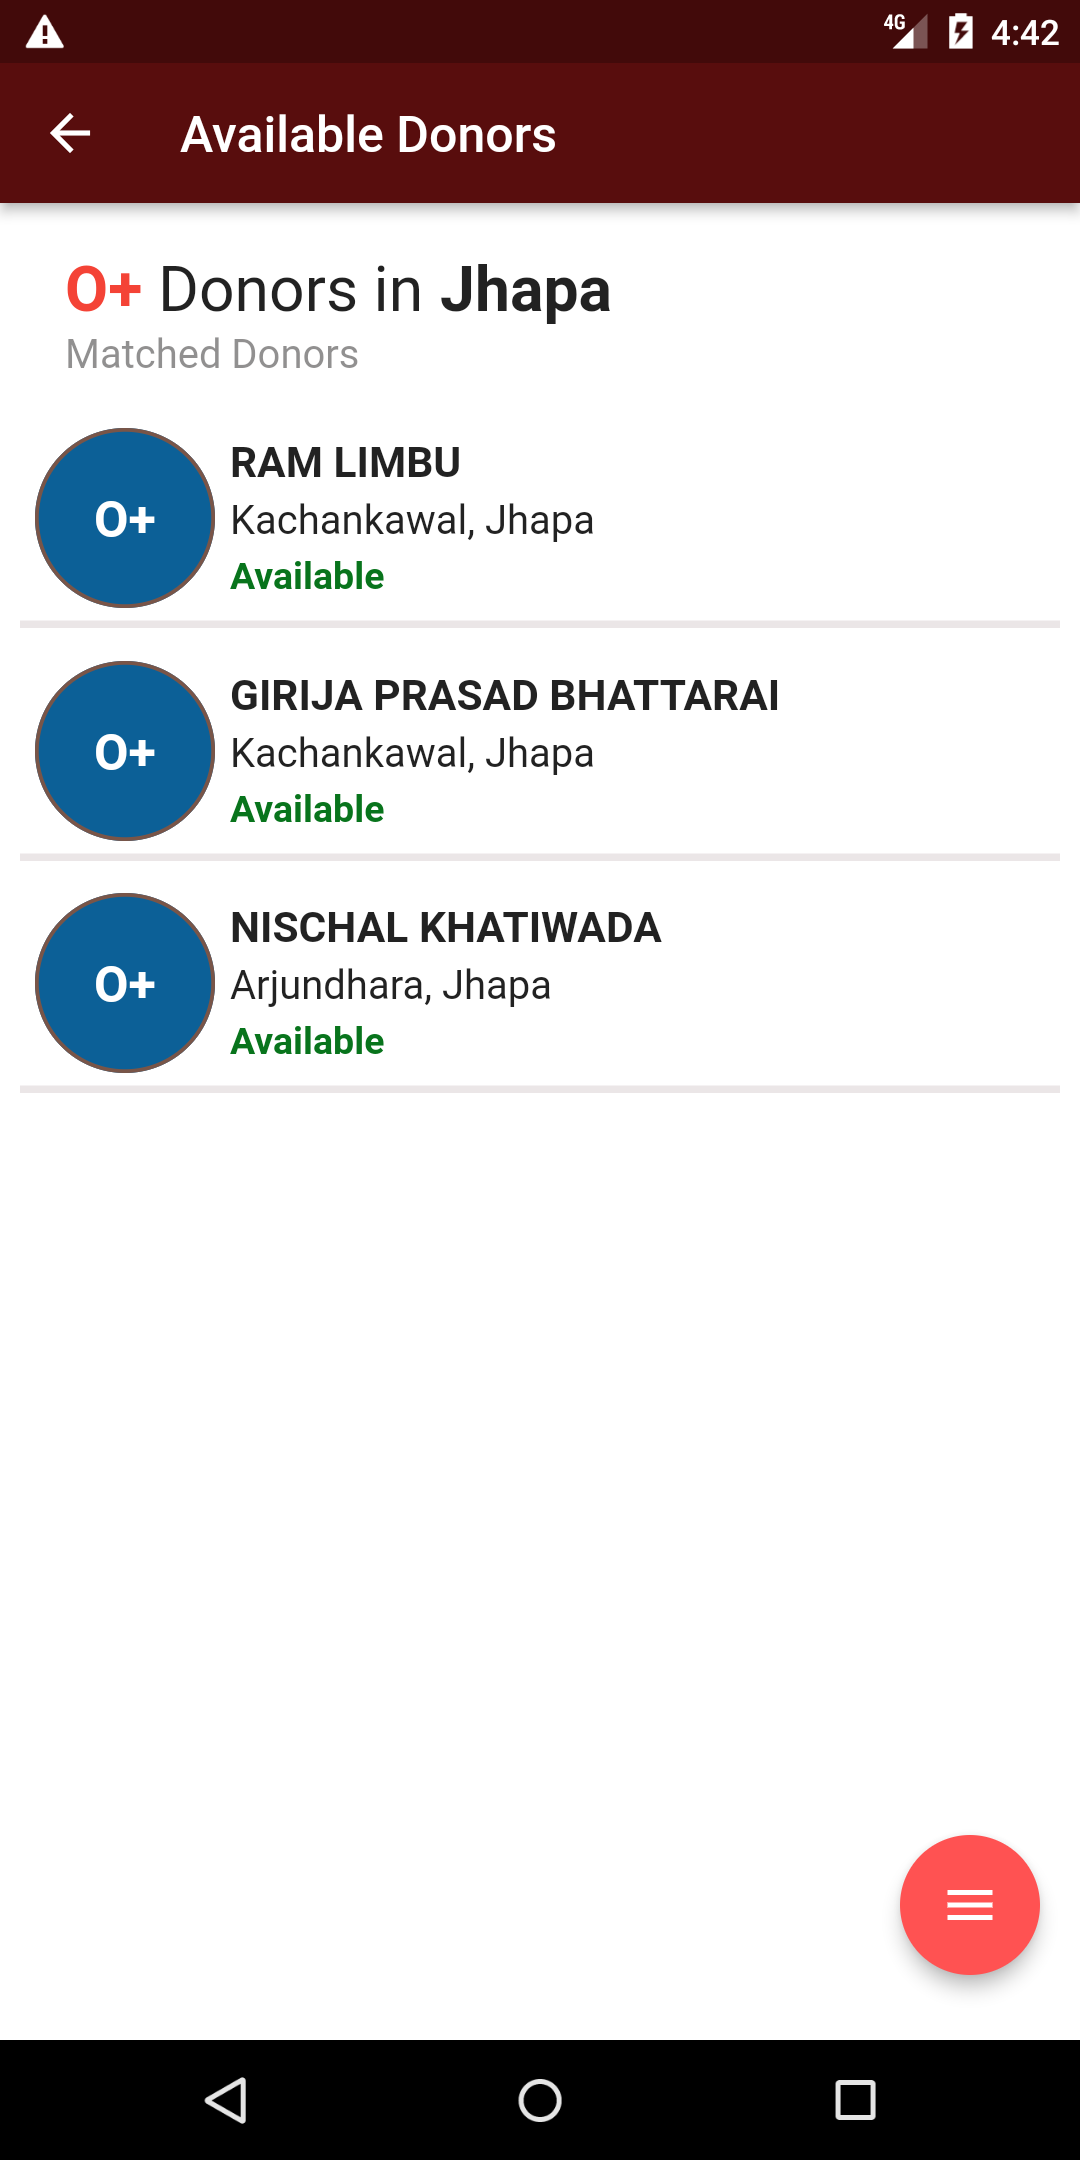 4G 4:42
Available Donors
O+ Donors in Jhapa
Matched Donors
O+
RAM LIMBU
Kachankawal, Jhapa
Available
O+
GIRIJA PRASAD BHATTARAI
Kachankawal, Jhapa
Available
O+
NISCHAL KHATIWADA
Arjundhara, Jhapa
Available